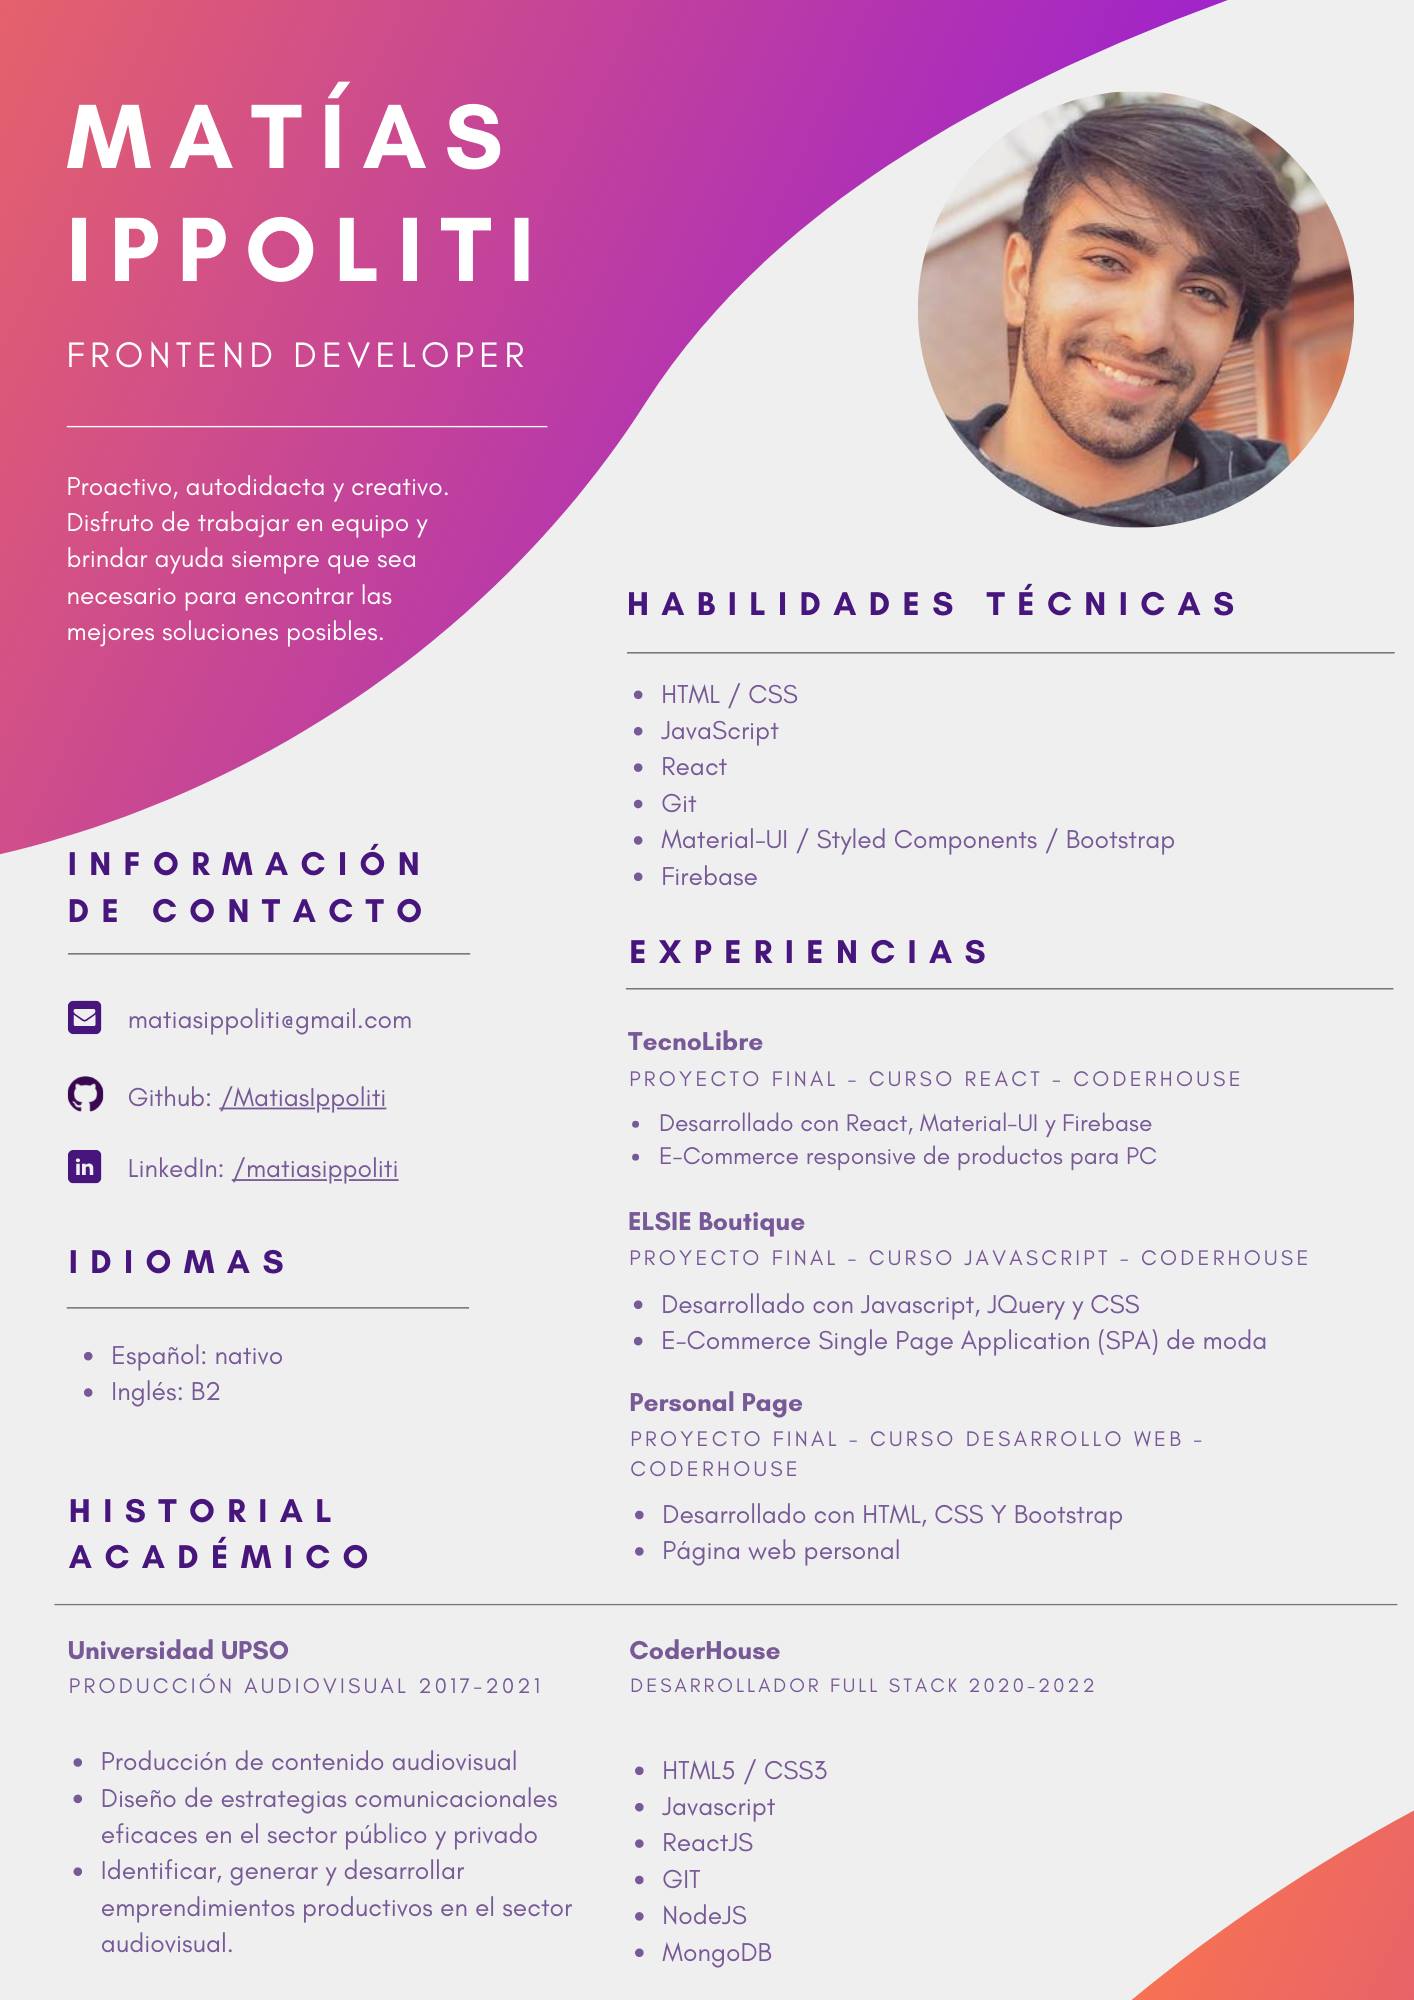 MATÍAS
IPPOLITI
FRONTEND DEVELOPER
Proactivo, autodidacta y creativo.
Disfruto de trabajar en equipo y
brindar ayuda siempre que sea
necesario para encontrar las
mejores soluciones posibles.
INFORMACIÓN
DE CONTACTO
matiasippoliti@gmail.com
Github: /MatiasIppoliti
in LinkedIn: /matiasippoliti
IDIOMAS
• Español: nativo
• Inglés: B2
HABILIDADES TÉCNICAS
• HTML / CSS
• JavaScript
• React
• Git
• Material-UI / Styled Components / Bootstrap
• Firebase
EXPERIENCIAS
TecnoLibre
PROYECTO FINAL - CURSO REACT - CODERHOUSE
• Desarrollado con React, Material-UI y Firebase
• E-Commerce responsive de productos para PC
ELSIE Boutique
PROYECTO FINAL - CURSO JAVASCRIPT - CODERHOUSE
• Desarrollado con Javascript, JQuery y CSS
• E-Commerce Single Page Application (SPA) de moda
Personal Page
PROYECTO FINAL - CURSO DESARROLLO WEB -
CODERHOUSE
• Desarrollado con HTML, CSS Y Bootstrap
• Página web personal
HISTORIAL
ACADÉMICO
Universidad UPSO
PRODUCCIÓN AUDIOVISUAL 2017-2021
• Producción de contenido audiovisual
• Diseño de estrategias comunicacionales
eficaces en el sector público y privado
• Identificar, generar y desarrollar
emprendimientos productivos en el sector
audiovisual.
CoderHouse
DESARROLLADOR FULL STACK 2020-2022
• HTML5 / CSS3
• Javascript
• ReactJS
• GIT
• NodeJS
• MongoDB